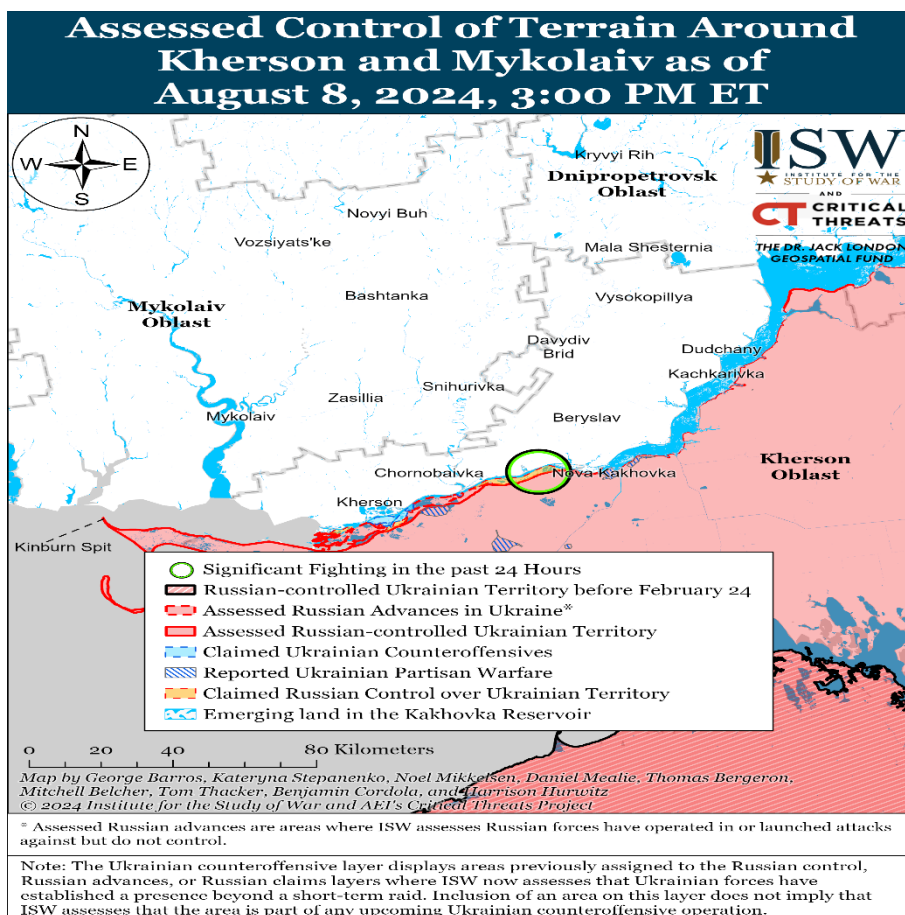 Assessed Control of Terrain Around
Kherson and Mykolaiv as of
August 8, 2024, 3:00 PM ET
N
W E
S
Kryvyi Rih
Dnipropetrovsk
Oblast
ISW
INSTITUTE FOR THE
STUDY OF WAR
AND
CT CRITICAL
THREATS
THE DR. JACK LONDON
GEOSPATIAL FUND
Novyi Buh
Vozsiyats'ke
Mala Shesternia
Bashtanka
Vysokopillya
Mykolaiv
Oblast
Davydiv
Brid
Dudchany
Kachkarivka
Snihurivka
Zasillia
Mykolaiv
Beryslav
Chornobaivka
Nova Kakhovka
Kherson
Oblast
Kherson
Kinburn Spit
Significant Fighting in the past 24 Hours
Russian-controlled Ukrainian Territory before February 24
Assessed Russian Advances in Ukraine*
Assessed Russian-controlled Ukrainian Territory
Claimed Ukrainian Counteroffensives
Reported Ukrainian Partisan Warfare
Claimed Russian Control over Ukrainian Territory
Emerging land in the Kakhovka Reservoir
0 20 40 80 Kilometers
Map by George Barros, Kateryna Stepanenko, Noel Mikkelsen, Daniel Mealie, Thomas Bergeron,
Mitchell Belcher, Tom Thacker, Benjamin Cordola, and Harrison Hurwitz
© 2024 Institute for the Study of War and AEI's Critical Threats Project
* Assessed Russian advances are areas where ISW assesses Russian forces have operated in or launched attacks
against but do not control.
Note: The Ukrainian counteroffensive layer displays areas previously assigned to the Russian control,
Russian advances, or Russian claims layers where ISW now assesses that Ukrainian forces have
established a presence beyond a short-term raid. Inclusion of an area on this layer does not imply that
ISW assesses that the area is part of any upcoming Ukrainian counteroffensive operation.